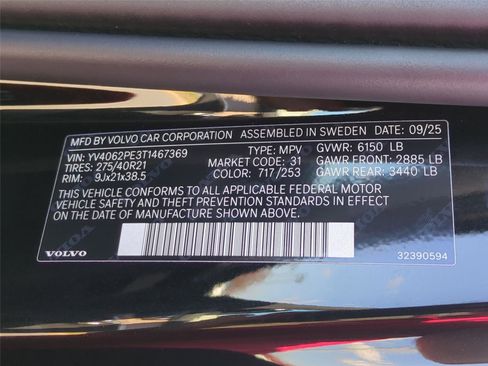 MFD BY VOLVO CAR CORPORATION ASSEMBLED IN SWEDEN 09/25
VIN: YV4062PE3T1467369 TYPE: MPV GVWR: 6150 LB
TIRES: 275/40R21 MARKET CODE: 31 GAWR FRONT: 2885 LB
RIM: 9Jx21x38.5 COLOR: 717/253 GAWR REAR: 3440 LB
THIS VEHICLE CONFORMS TO ALL APPLICABLE FEDERAL MOTOR
VEHICLE SAFETY AND THEFT PREVENTION STANDARDS IN EFFECT
ON THE DATE OF MANUFACTURE SHOWN ABOVE.
VOLVO 32390594